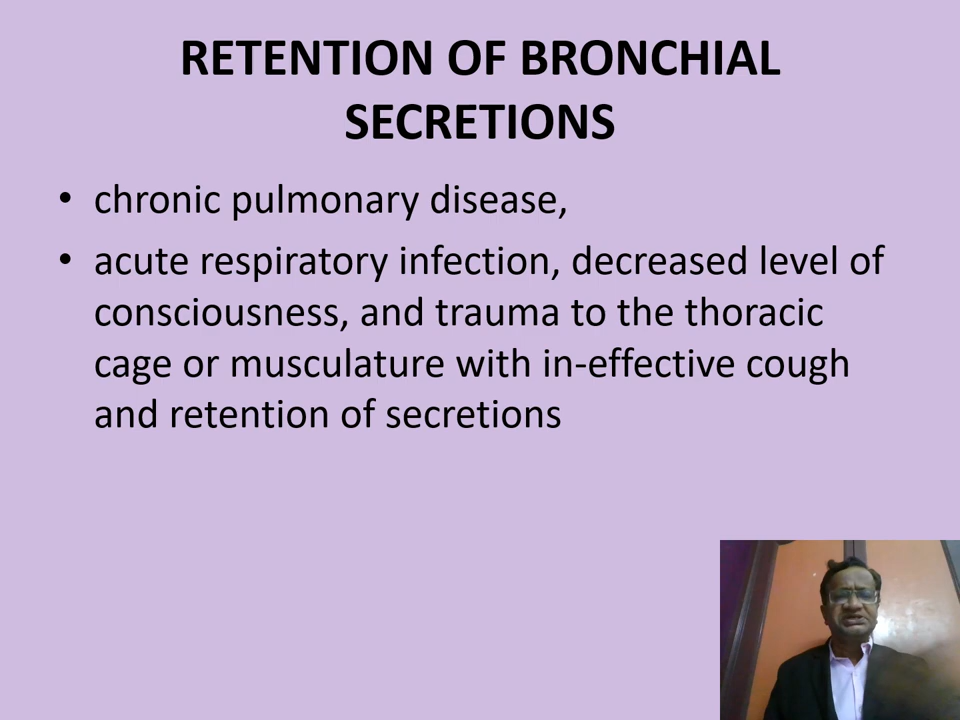 RETENTION OF BRONCHIAL
SECRETIONS
• chronic pulmonary disease,
• acute respiratory infection, decreased level of
consciousness, and trauma to the thoracic
cage or musculature with in-effective cough
and retention of secretions